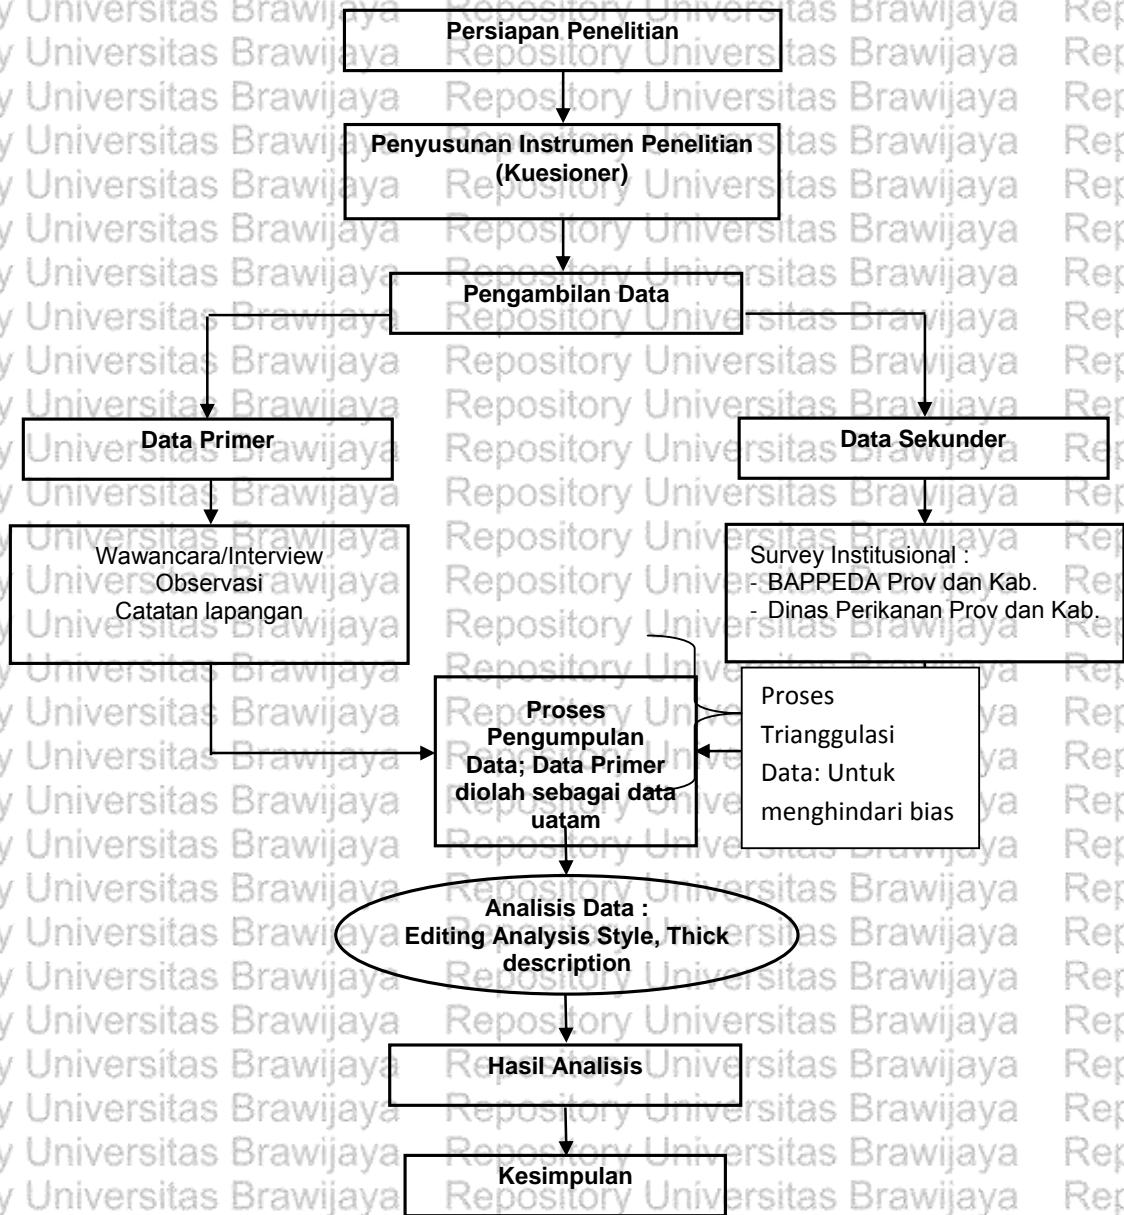 Persiapan Penelitian
Penyusunan Instrumen Penelitian
(Kuesioner)
Pengambilan Data
Data Primer
Data Sekunder
Wawancara/Interview
Observasi
Catatan lapangan
Survey Institusional :
- BAPPEDA Prov dan Kab.
- Dinas Perikanan Prov dan Kab.
Proses
Pengumpulan
Data; Data Primer
diolah sebagai data
uatam
Proses
Trianggulasi
Data: Untuk
menghindari bias
Analisis Data :
Editing Analysis Style, Thick
description
Hasil Analisis
Kesimpulan
Repository Universitas Brawijaya